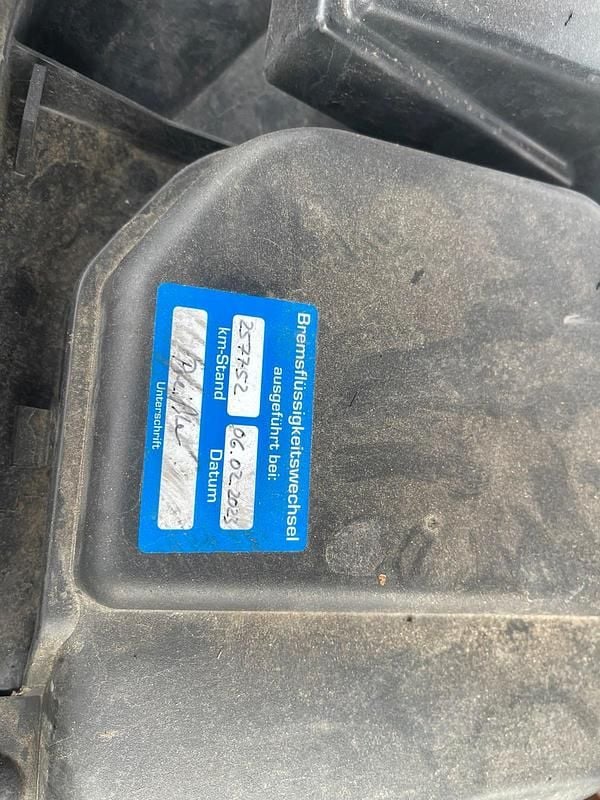 Bremsflüssigkeitswechsel
ausgeführt bei:
257752 06.02.2023
km-Stand Datum
Unterschrift